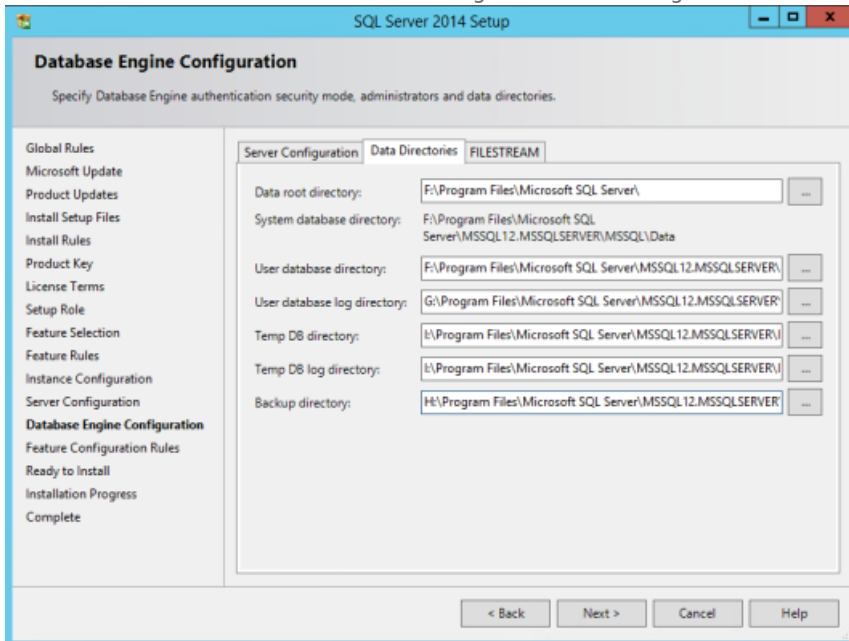 SQL Server 2014 Setup
Database Engine Configuration
Specify Database Engine authentication security mode, administrators and data directories.
Global Rules
Microsoft Update
Product Updates
Install Setup Files
Install Rules
Product Key
License Terms
Setup Role
Feature Selection
Feature Rules
Instance Configuration
Server Configuration
Database Engine Configuration
Feature Configuration Rules
Ready to Install
Installation Progress
Complete
Server Configuration Data Directories FILESTREAM
Data root directory: F:\Program Files\Microsoft SQL Server\ ...
System database directory: F:\Program Files\Microsoft SQL
Server\MSSQL12.MSSQLSERVER\MSSQL\Data
User database directory: F:\Program Files\Microsoft SQL Server\MSSQL12.MSSQLSERVER\ ...
User database log directory: G:\Program Files\Microsoft SQL Server\MSSQL12.MSSQLSERVER ...
Temp DB directory: I:\Program Files\Microsoft SQL Server\MSSQL12.MSSQLSERVER\ ...
Temp DB log directory: I:\Program Files\Microsoft SQL Server\MSSQL12.MSSQLSERVER\ ...
Backup directory: H:\Program Files\Microsoft SQL Server\MSSQL12.MSSQLSERVER ...
< Back Next > Cancel Help